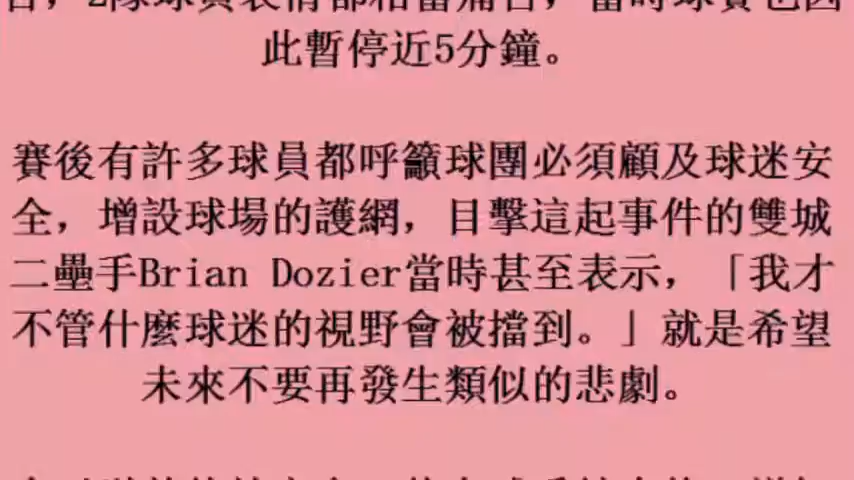 此暫停近5分鐘。
賽後有許多球員都呼籲球團必須顧及球迷安
全，增設球場的護網，目擊這起事件的雙城
二壘手Brian Dozier當時甚至表示，「我才
不管什麼球迷的視野會被擋到。」就是希望
未來不要再發生類似的悲劇。